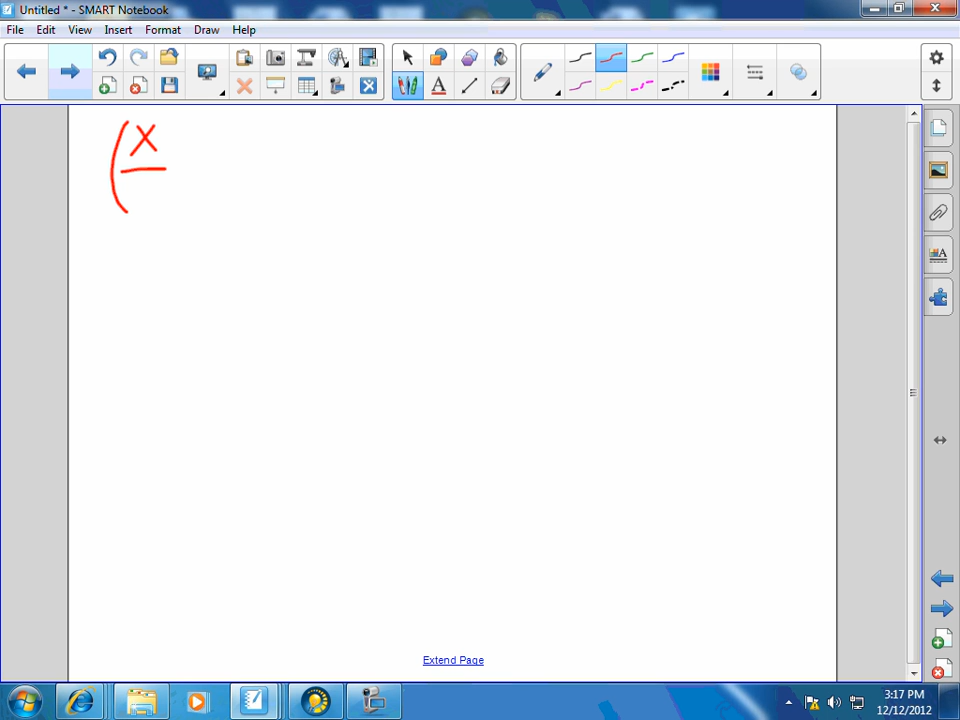 Untitled * - SMART Notebook
File Edit View Insert Format Draw Help
(x
Extend Page
3:17 PM
12/12/2012